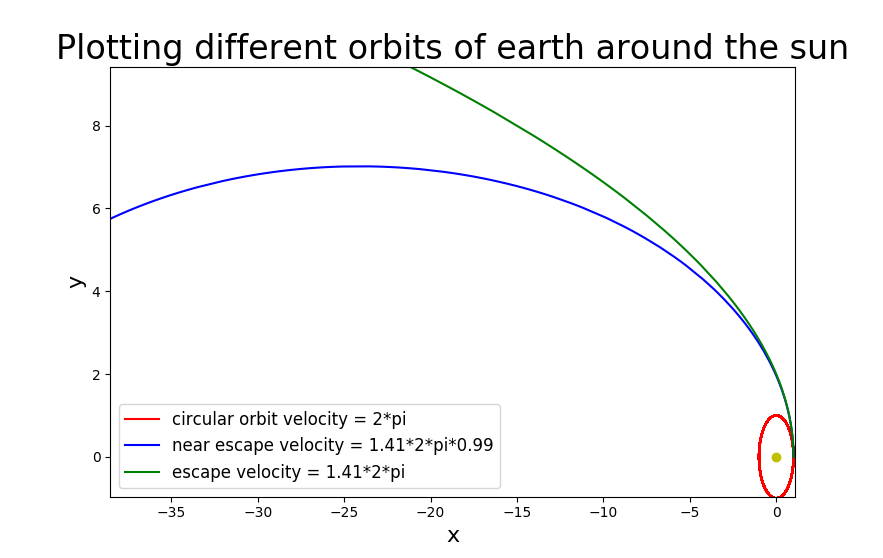 Plotting different orbits of earth around the sun
y
8
6
4
2
0
circular orbit velocity = 2*pi
near escape velocity = 1.41*2*pi*0.99
escape velocity = 1.41*2*pi
−35 −30 −25 −20 −15 −10 −5 0
x